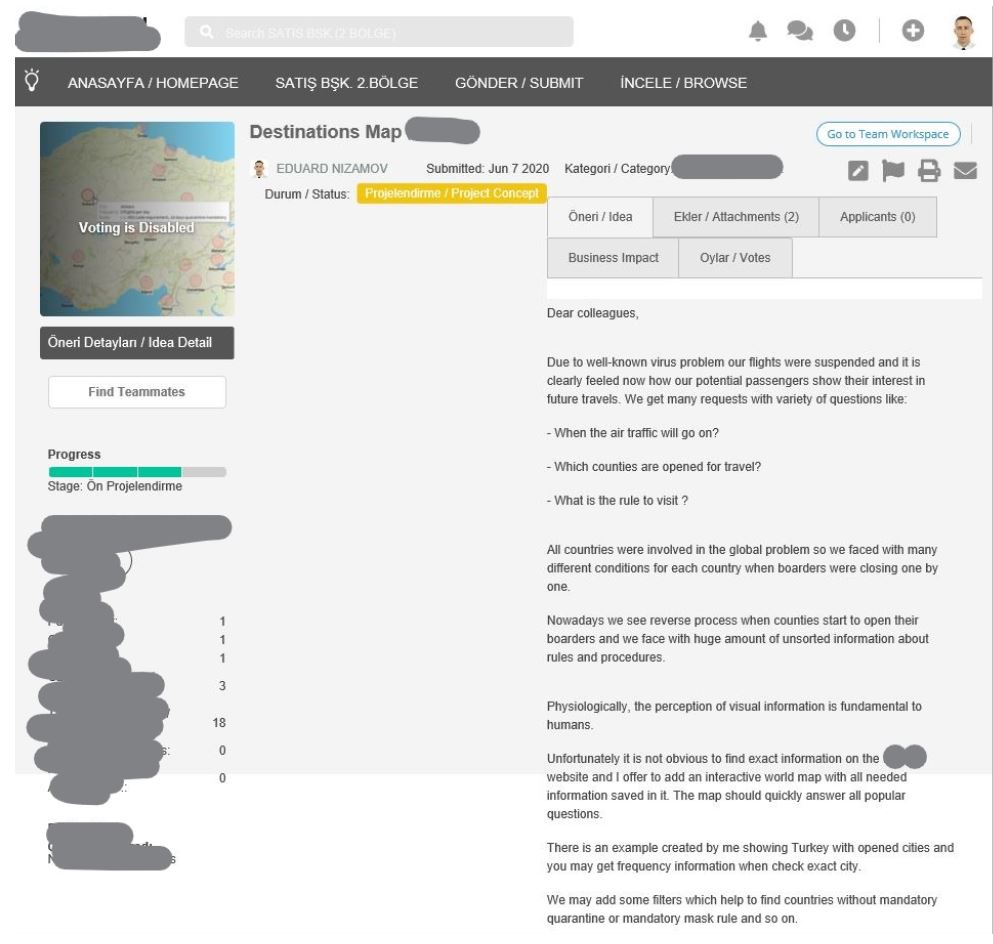 Search SATIS BSK.(2 BOLGE)
ANASAYFA / HOMEPAGE
SATIŞ BŞK. 2.BÖLGE
GÖNDER / SUBMIT
İNCELE / BROWSE
Destinations Map
Go to Team Workspace
EDUARD NIZAMOV
Submitted: Jun 7 2020
Kategori / Category:
Durum / Status:
Projelendirme / Project Concept
Voting is Disabled
Öneri / Idea
Ekler / Attachments (2)
Applicants (0)
Business Impact
Oylar / Votes
Öneri Detayları / Idea Detail
Find Teammates
Progress
Stage: Ön Projelendirme
1
1
1
3
18
0
0
Dear colleagues,
Due to well-known virus problem our flights were suspended and it is
clearly feeled now how our potential passengers show their interest in
future travels. We get many requests with variety of questions like:
- When the air traffic will go on?
- Which counties are opened for travel?
- What is the rule to visit ?
All countries were involved in the global problem so we faced with many
different conditions for each country when boarders were closing one by
one.
Nowadays we see reverse process when counties start to open their
boarders and we face with huge amount of unsorted information about
rules and procedures.
Physiologically, the perception of visual information is fundamental to
humans.
Unfortunately it is not obvious to find exact information on the
website and I offer to add an interactive world map with all needed
information saved in it. The map should quickly answer all popular
questions.
There is an example created by me showing Turkey with opened cities and
you may get frequency information when check exact city.
We may add some filters which help to find countries without mandatory
quarantine or mandatory mask rule and so on.